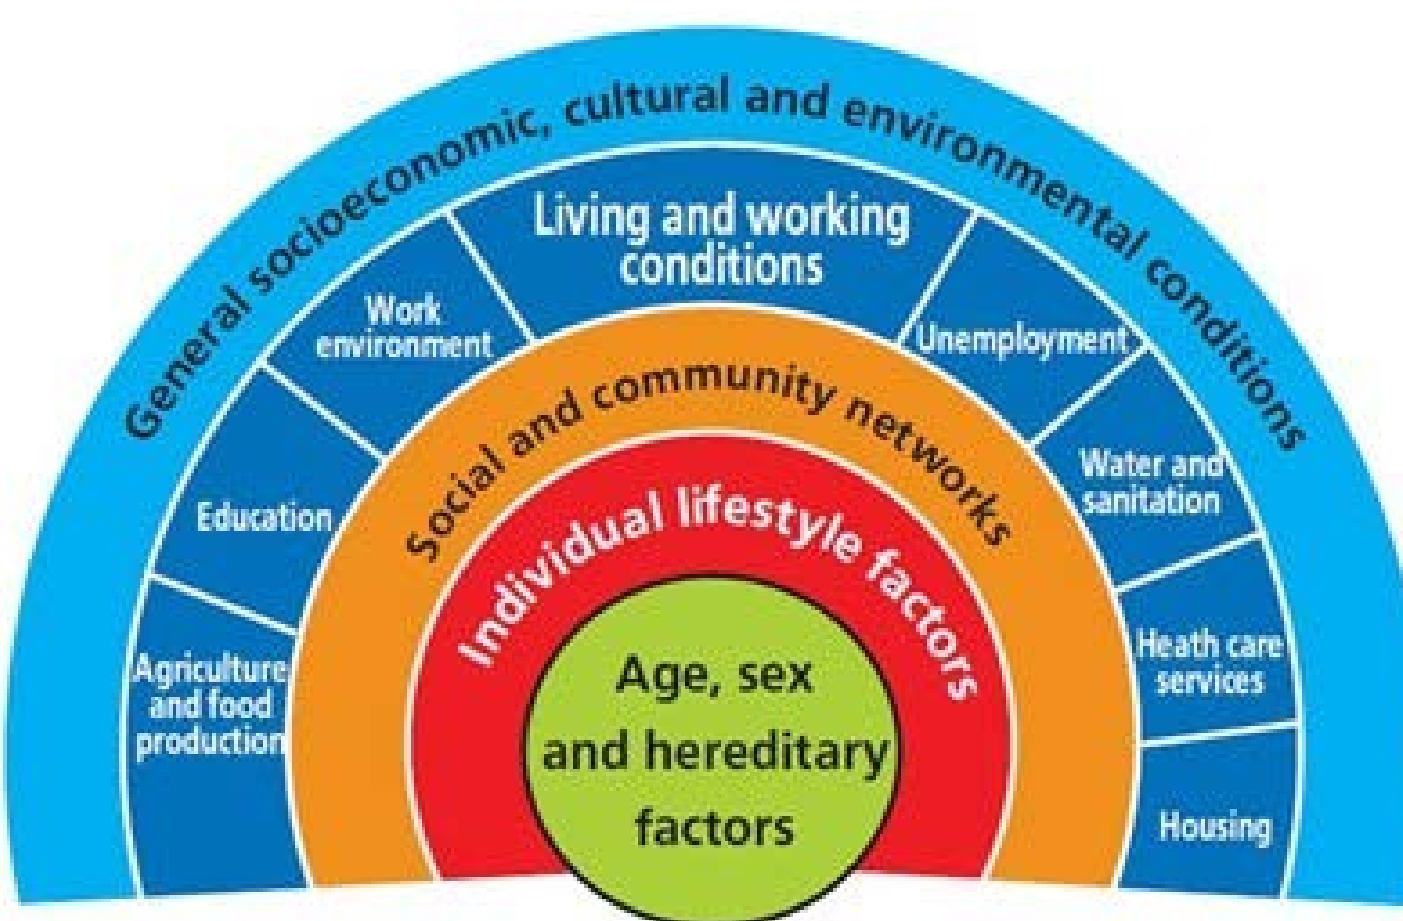 General socioeconomic, cultural and environmental conditions
Living and working
conditions
Work
environment
Unemployment
Education
Water and
sanitation
Agriculture
and food
production
Heath care
services
Housing
Social and community networks
Individual lifestyle factors
Age, sex
and hereditary
factors